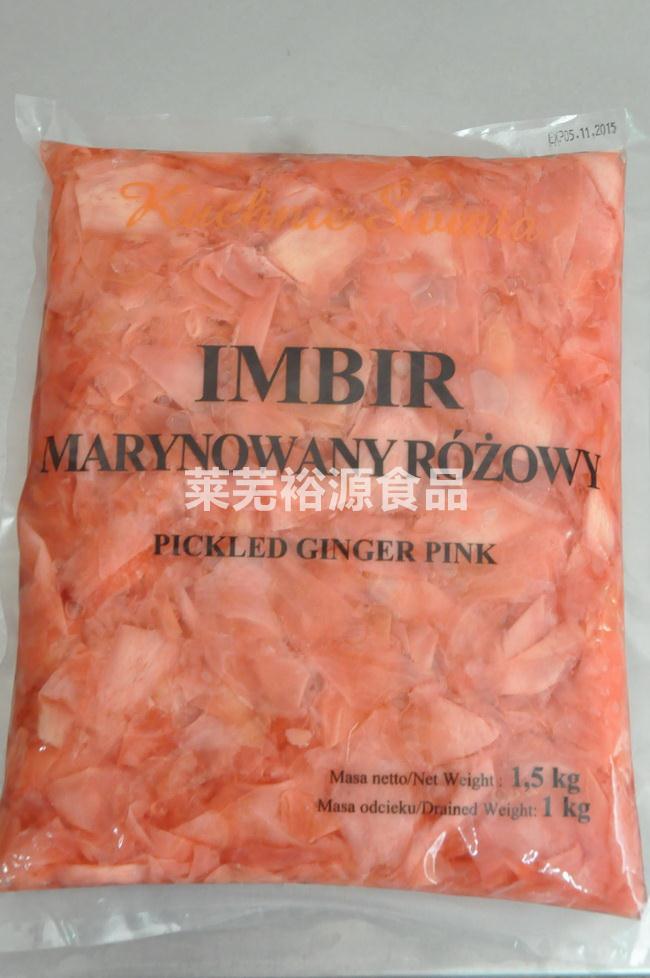 EXP05.11.2015
Kuchnie Świata
IMBIR
MARYNOWANY RÓŻOWY
莱芜裕源食品
PICKLED GINGER PINK
Masa netto/Net Weight : 1,5 kg
Masa odcieku/Drained Weight: 1 kg